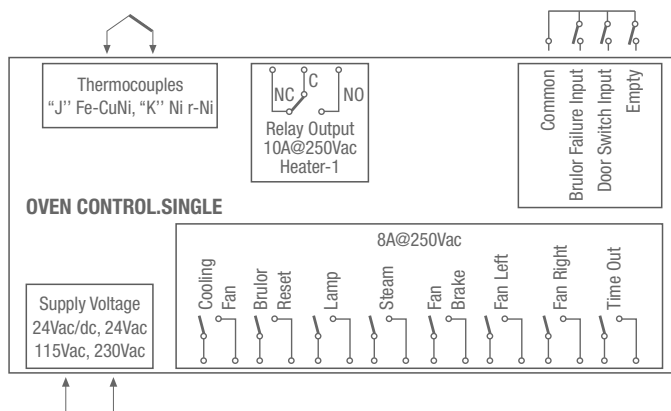 Thermocouples
“J’’ Fe-CuNi, “K’’ Ni r-Ni
NC
C
NO
Relay Output
10A@250Vac
Heater-1
Common
Brulor Failure Input
Door Switch Input
Empty
OVEN CONTROL.SINGLE
8A@250Vac
Cooling
Fan
Brulor
Reset
Lamp
Steam
Fan
Brake
Fan Left
Fan Right
Time Out
Supply Voltage
24Vac/dc, 24Vac
115Vac, 230Vac